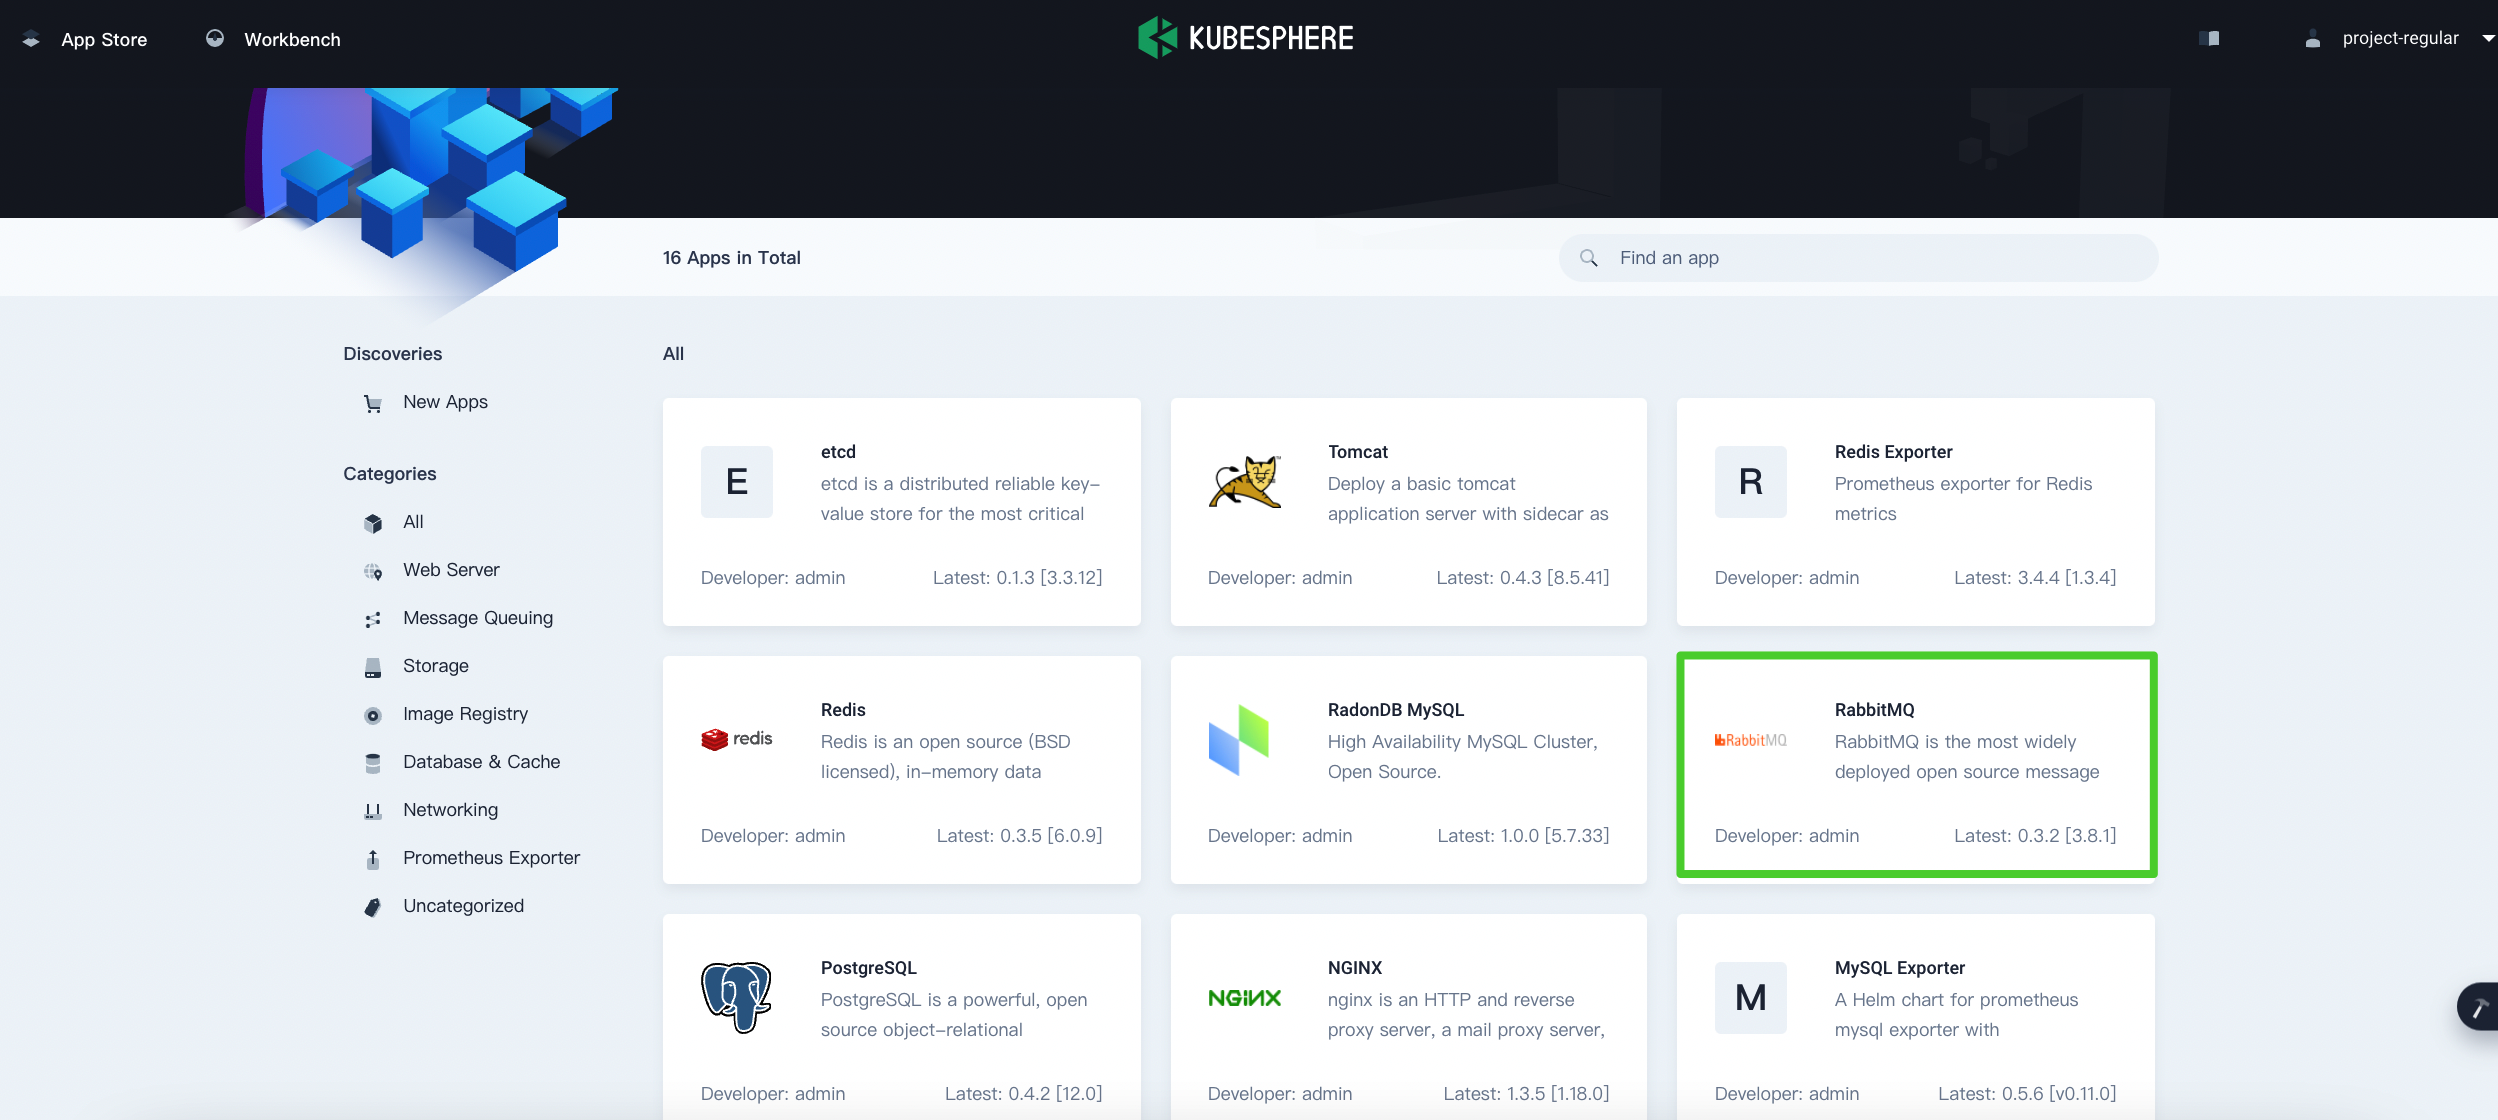 App Store
Workbench
KUBESPHERE
project-regular
16 Apps in Total
Find an app
Discoveries
New Apps
Categories
All
Web Server
Message Queuing
Storage
Image Registry
Database & Cache
Networking
Prometheus Exporter
Uncategorized
All
E
etcd
etcd is a distributed reliable key-
value store for the most critical
Developer: admin
Latest: 0.1.3 [3.3.12]
Tomcat
Deploy a basic tomcat
application server with sidecar as
Developer: admin
Latest: 0.4.3 [8.5.41]
R
Redis Exporter
Prometheus exporter for Redis
metrics
Developer: admin
Latest: 3.4.4 [1.3.4]
redis
Redis
Redis is an open source (BSD
licensed), in-memory data
Developer: admin
Latest: 0.3.5 [6.0.9]
RadonDB MySQL
High Availability MySQL Cluster,
Open Source.
Developer: admin
Latest: 1.0.0 [5.7.33]
RabbitMQ
RabbitMQ
RabbitMQ is the most widely
deployed open source message
Developer: admin
Latest: 0.3.2 [3.8.1]
PostgreSQL
PostgreSQL is a powerful, open
source object-relational
Developer: admin
Latest: 0.4.2 [12.0]
NGINX
NGINX
nginx is an HTTP and reverse
proxy server, a mail proxy server,
Developer: admin
Latest: 1.3.5 [1.18.0]
M
MySQL Exporter
A Helm chart for prometheus
mysql exporter with
Developer: admin
Latest: 0.5.6 [v0.11.0]